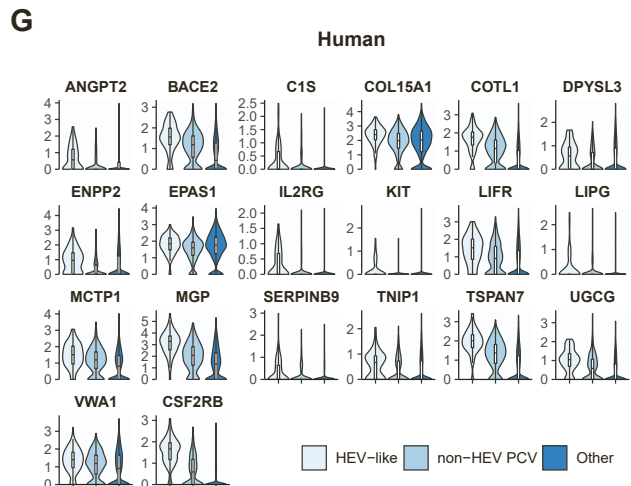 G
Human
ANGPT2 BACE2 C1S COL15A1 COTL1 DPYSL3
4 3 2 1 0
3 2 1 0
2.5 2.0 1.5 1.0 0.5 0.0
4 3 2 1 0
3 2 1 0
2 1 0
ENPP2 EPAS1 IL2RG KIT LIFR LIPG
4 3 2 1 0
4 3 2 1 0
2.0 1.5 1.0 0.5 0.0
2 1 0
3 2 1 0
2 1 0
MCTP1 MGP SERPINB9 TNIP1 TSPAN7 UGCG
4 3 2 1 0
5 4 3 2 1 0
3 2 1 0
2 1 0
3 2 1 0
3 2 1 0
VWA1 CSF2RB
3 2 1 0
3 2 1 0
HEV−like non−HEV PCV Other